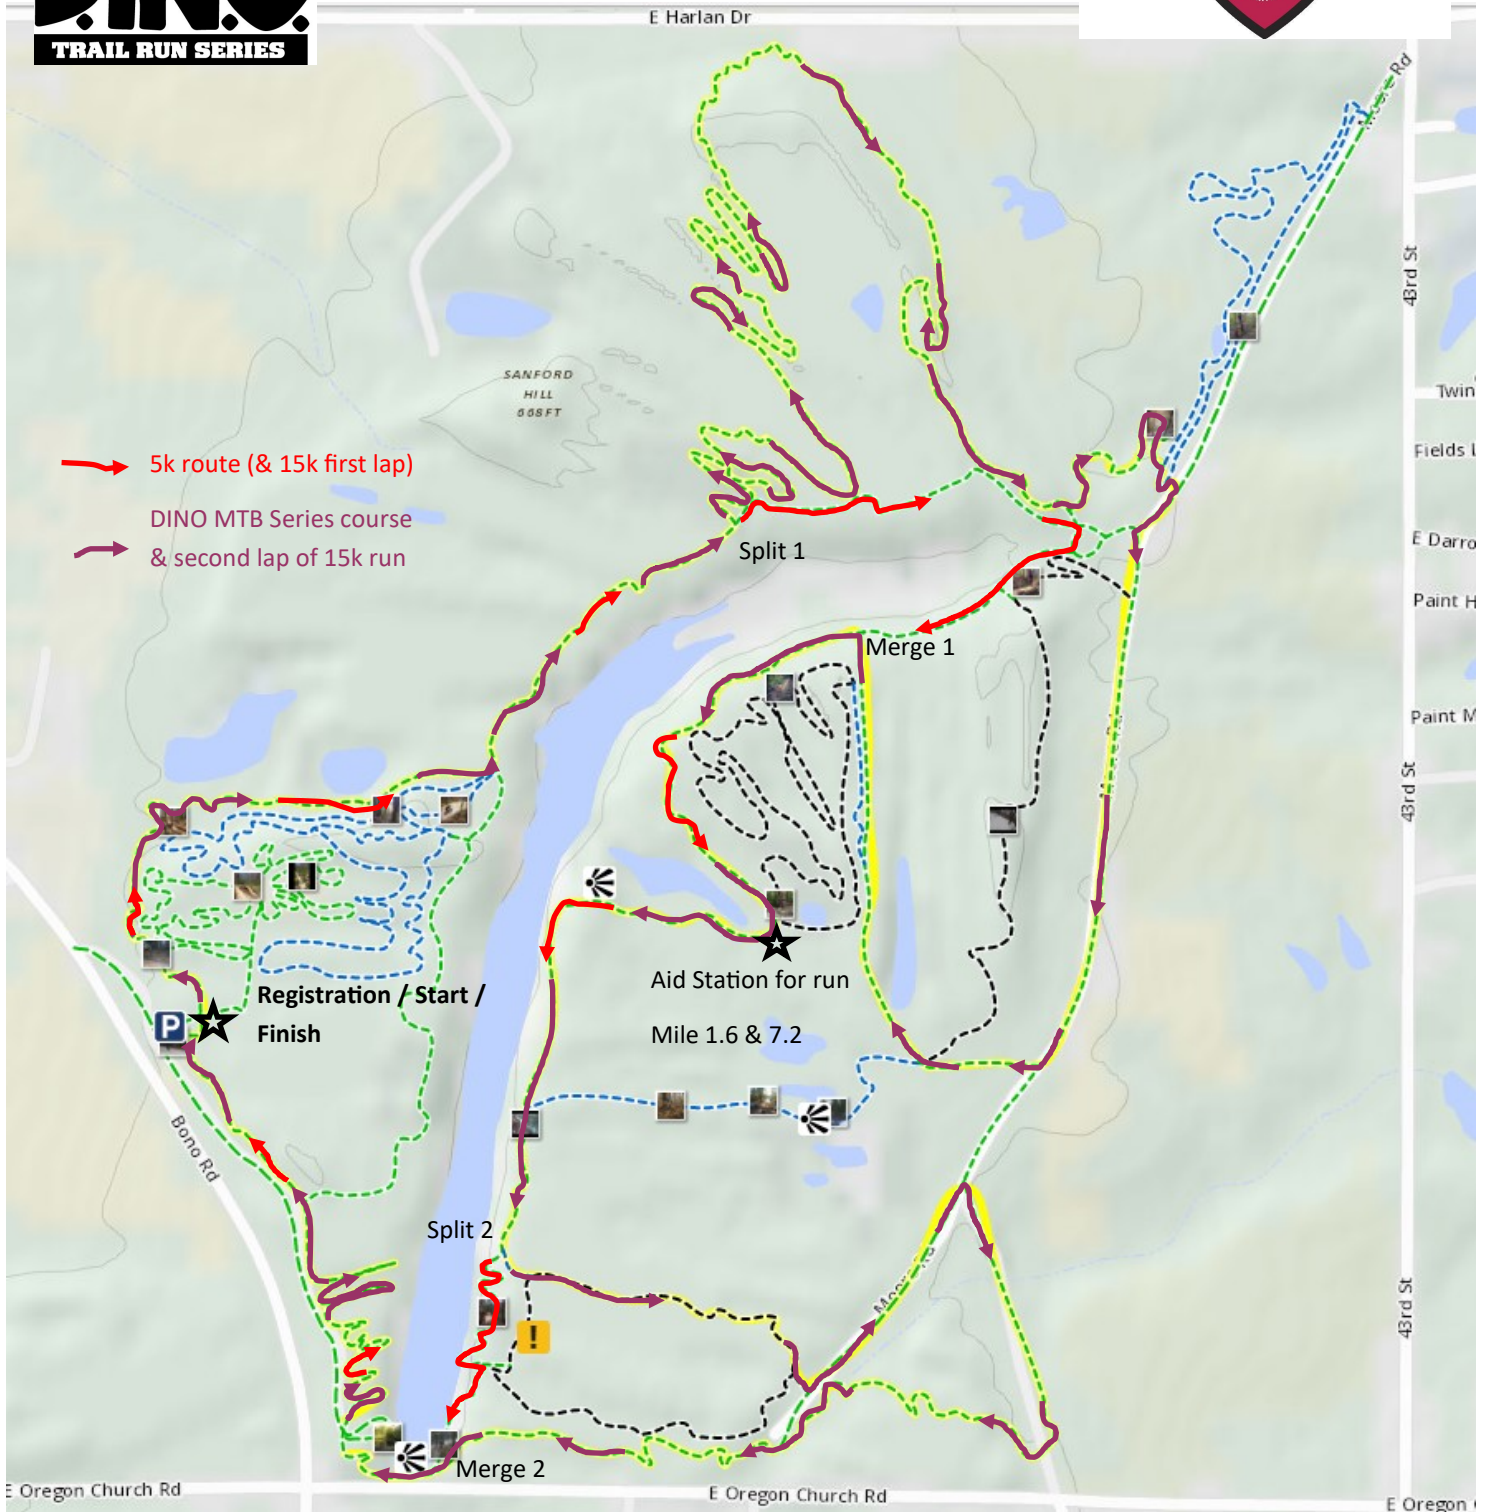 E Harlan Dr
D.I.N.O.
TRAIL RUN SERIES
Moore Rd
43rd St
SANFORD
HILL
668FT
Twin
Fields L
5k route (& 15k first lap)
DINO MTB Series course
& second lap of 15k run
Split 1
E Darro
Paint H
Merge 1
Paint M
43rd St
Registration / Start /
Finish
P
Aid Station for run
Mile 1.6 & 7.2
Bono Rd
Split 2
!
43rd St
Merge 2
E Oregon Church Rd
E Oregon Church Rd
E Oregon